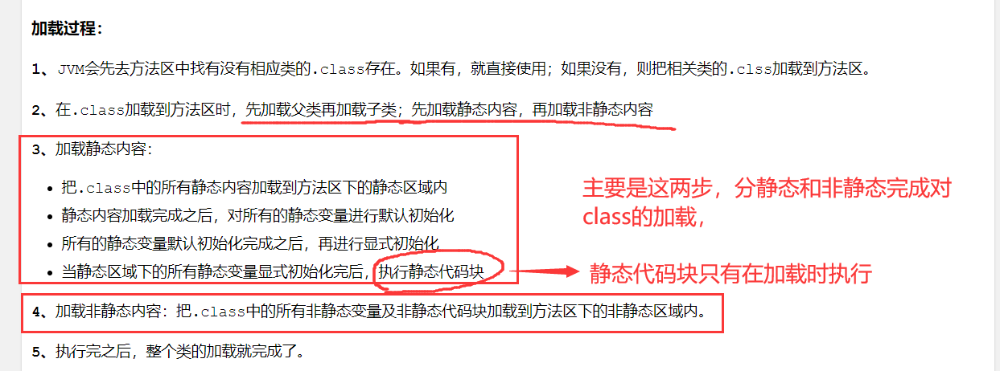 加载过程：
1、JVM会先去方法区中找有没有相应类的.class存在。如果有，就直接使用；如果没有，则把相关类的.clss加载到方法区。
2、在.class加载到方法区时，先加载父类再加载子类；先加载静态内容，再加载非静态内容
3、加载静态内容：
• 把.class中的所有静态内容加载到方法区下的静态区域内
• 静态内容加载完成之后，对所有的静态变量进行默认初始化
• 所有的静态变量默认初始化完成之后，再进行显式初始化
• 当静态区域下的所有静态变量显式初始化完后，执行静态代码块
主要是这两步，分静态和非静态完成对
class的加载，
静态代码块只有在加载时执行
4、加载非静态内容：把.class中的所有非静态变量及非静态代码块加载到方法区下的非静态区域内。
5、执行完之后，整个类的加载就完成了。